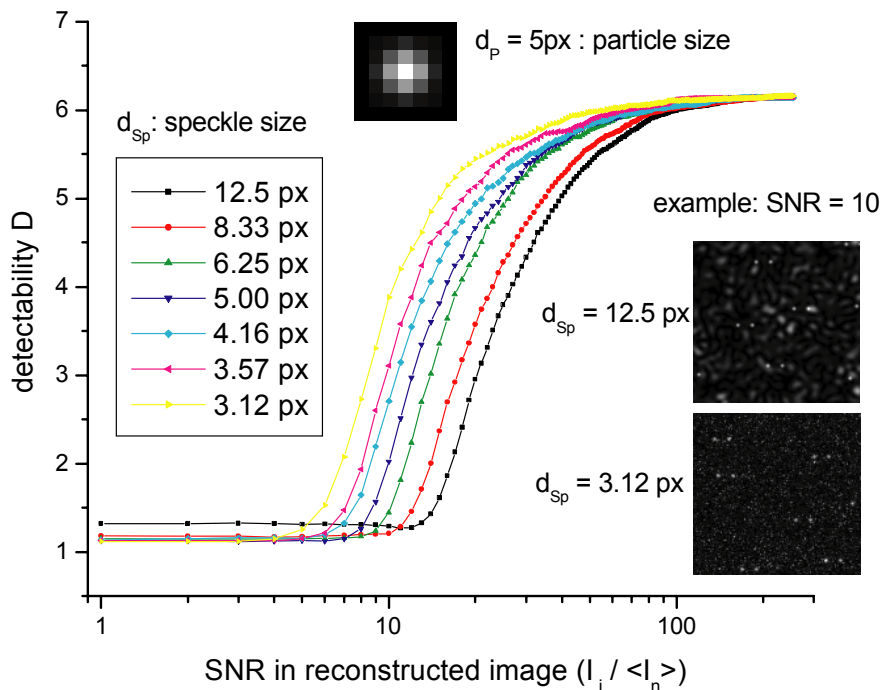 d_P = 5px : particle size
d_Sp: speckle size
12.5 px
8.33 px
6.25 px
5.00 px
4.16 px
3.57 px
3.12 px
example: SNR = 10
d_Sp = 12.5 px
d_Sp = 3.12 px
detectability D
7
6
5
4
3
2
1
1
10
100
SNR in reconstructed image (I_i / <I_n>)